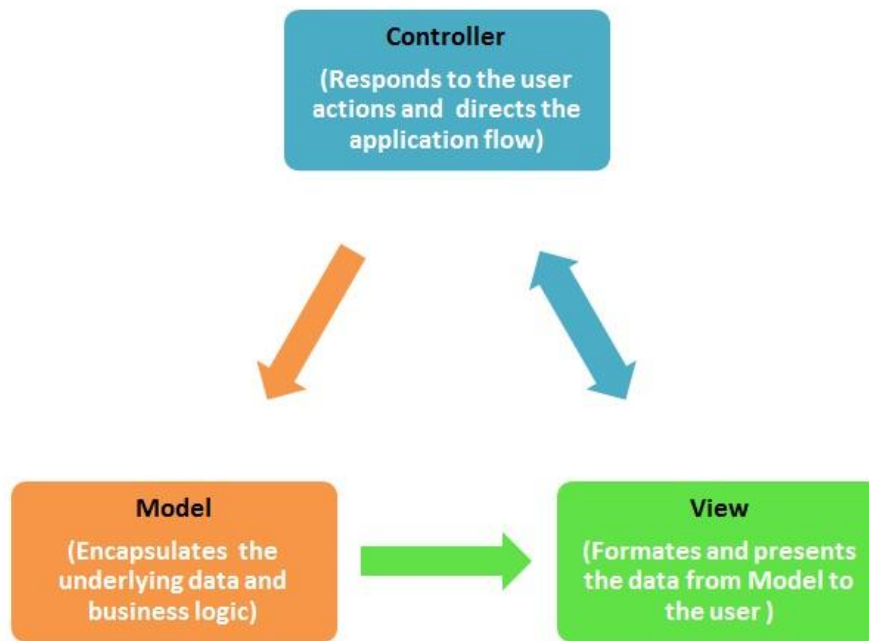 Controller
(Responds to the user
actions and directs the
application flow)
Model
(Encapsulates the
underlying data and
business logic)
View
(Formates and presents
the data from Model to
the user )